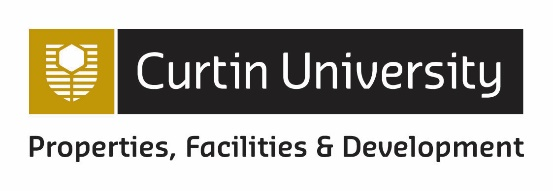 Curtin University
Properties, Facilities & Development